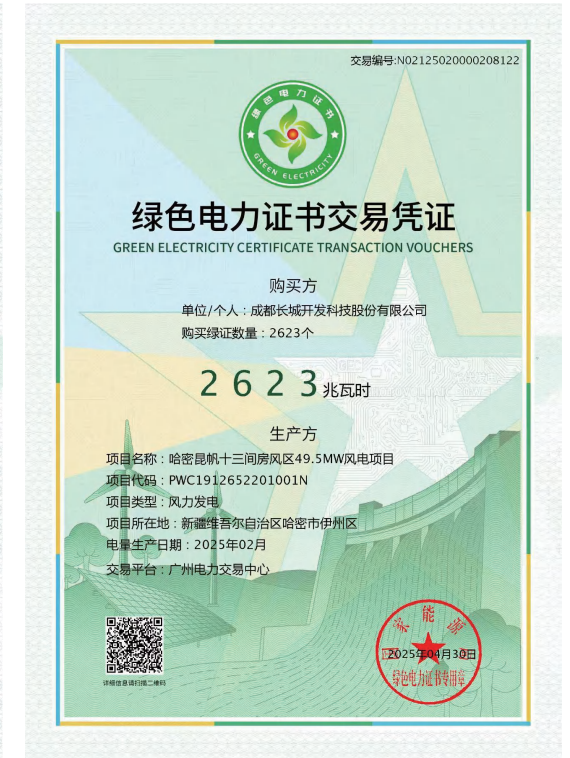 交易编号:N02125020000208122
绿色电力证书
GREEN ELECTRICITY
绿色电力证书交易凭证
GREEN ELECTRICITY CERTIFICATE TRANSACTION VOUCHERS
购买方
单位/个人：成都长城开发科技股份有限公司
购买绿证数量：2623个
2623兆瓦时
生产方
项目名称：哈密昆帆十三间房风区49.5MW风电项目
项目代码：PWC1912652201001N
项目类型：风力发电
项目所在地：新疆维吾尔自治区哈密市伊州区
电量生产日期：2025年02月
交易平台：广州电力交易中心
详细信息请扫描二维码
能源
2025年04月30日
绿色电力证书专用章